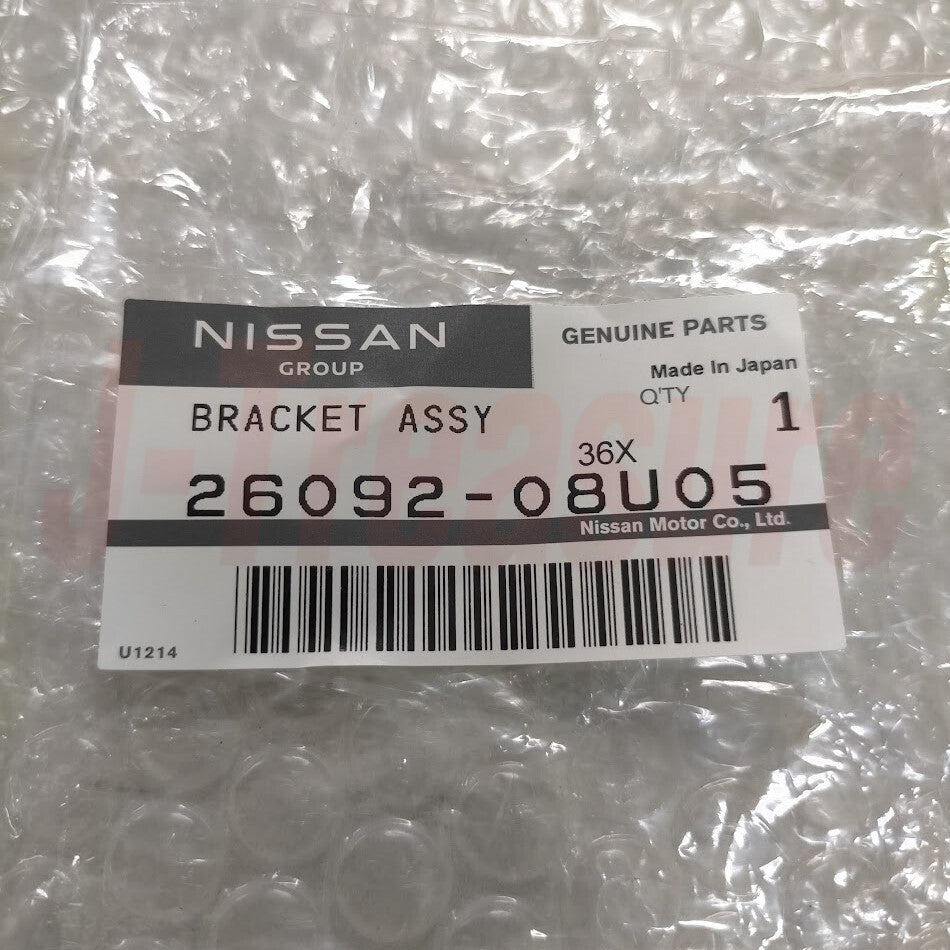 NISSAN
GROUP
GENUINE PARTS
Made In Japan
Q'TY
1
BRACKET ASSY
36X
26092-08U05
Nissan Motor Co., Ltd.
U1214
J-Treasure